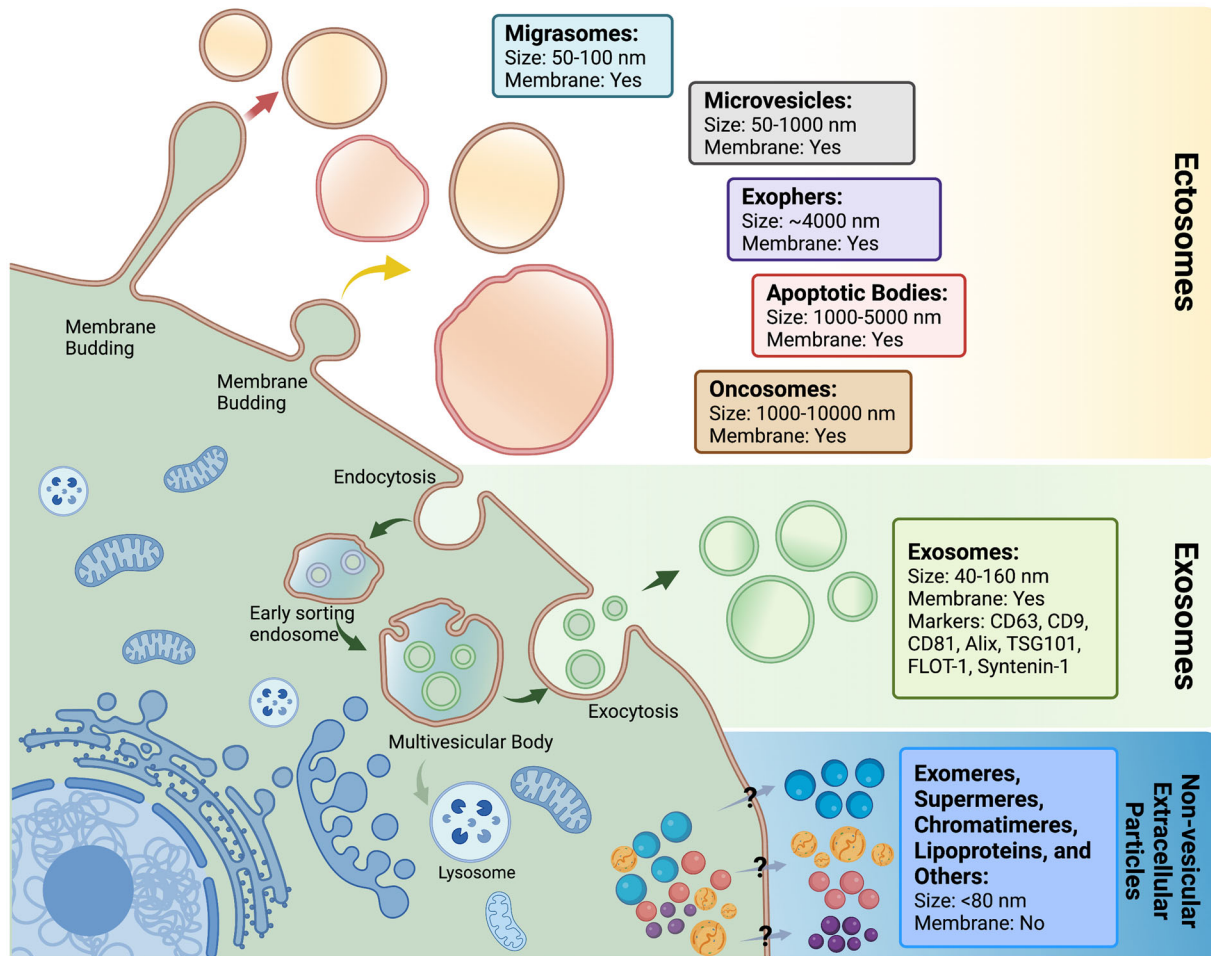 Migrasomes:
Size: 50-100 nm
Membrane: Yes
Microvesicles:
Size: 50-1000 nm
Membrane: Yes
Exophers:
Size: ~4000 nm
Membrane: Yes
Apoptotic Bodies:
Size: 1000-5000 nm
Membrane: Yes
Oncosomes:
Size: 1000-10000 nm
Membrane: Yes
Ectosomes
Membrane
Budding
Membrane
Budding
Endocytosis
Early sorting
endosome
Multivesicular Body
Exocytosis
Lysosome
Exosomes:
Size: 40-160 nm
Membrane: Yes
Markers: CD63, CD9,
CD81, Alix, TSG101,
FLOT-1, Syntenin-1
Exosomes
?
?
?
Exomeres,
Supermeres,
Chromatimeres,
Lipoproteins, and
Others:
Size: <80 nm
Membrane: No
Non-vesicular
Extracellular
Particles